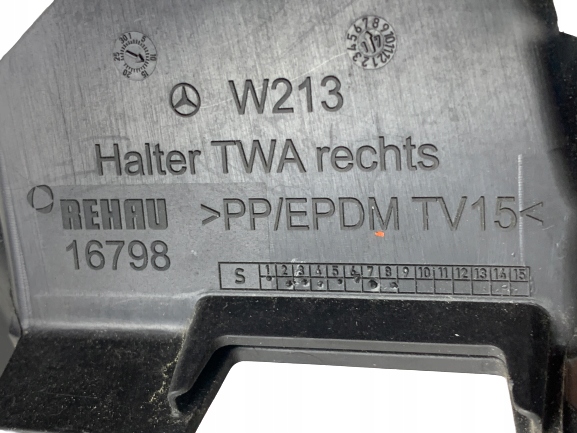 W213
Halter TWA rechts
REHAU >PP/EPDM TV15<
16798
S 1 2 3 4 5 6 7 8 9 10 11 12 13 14 15